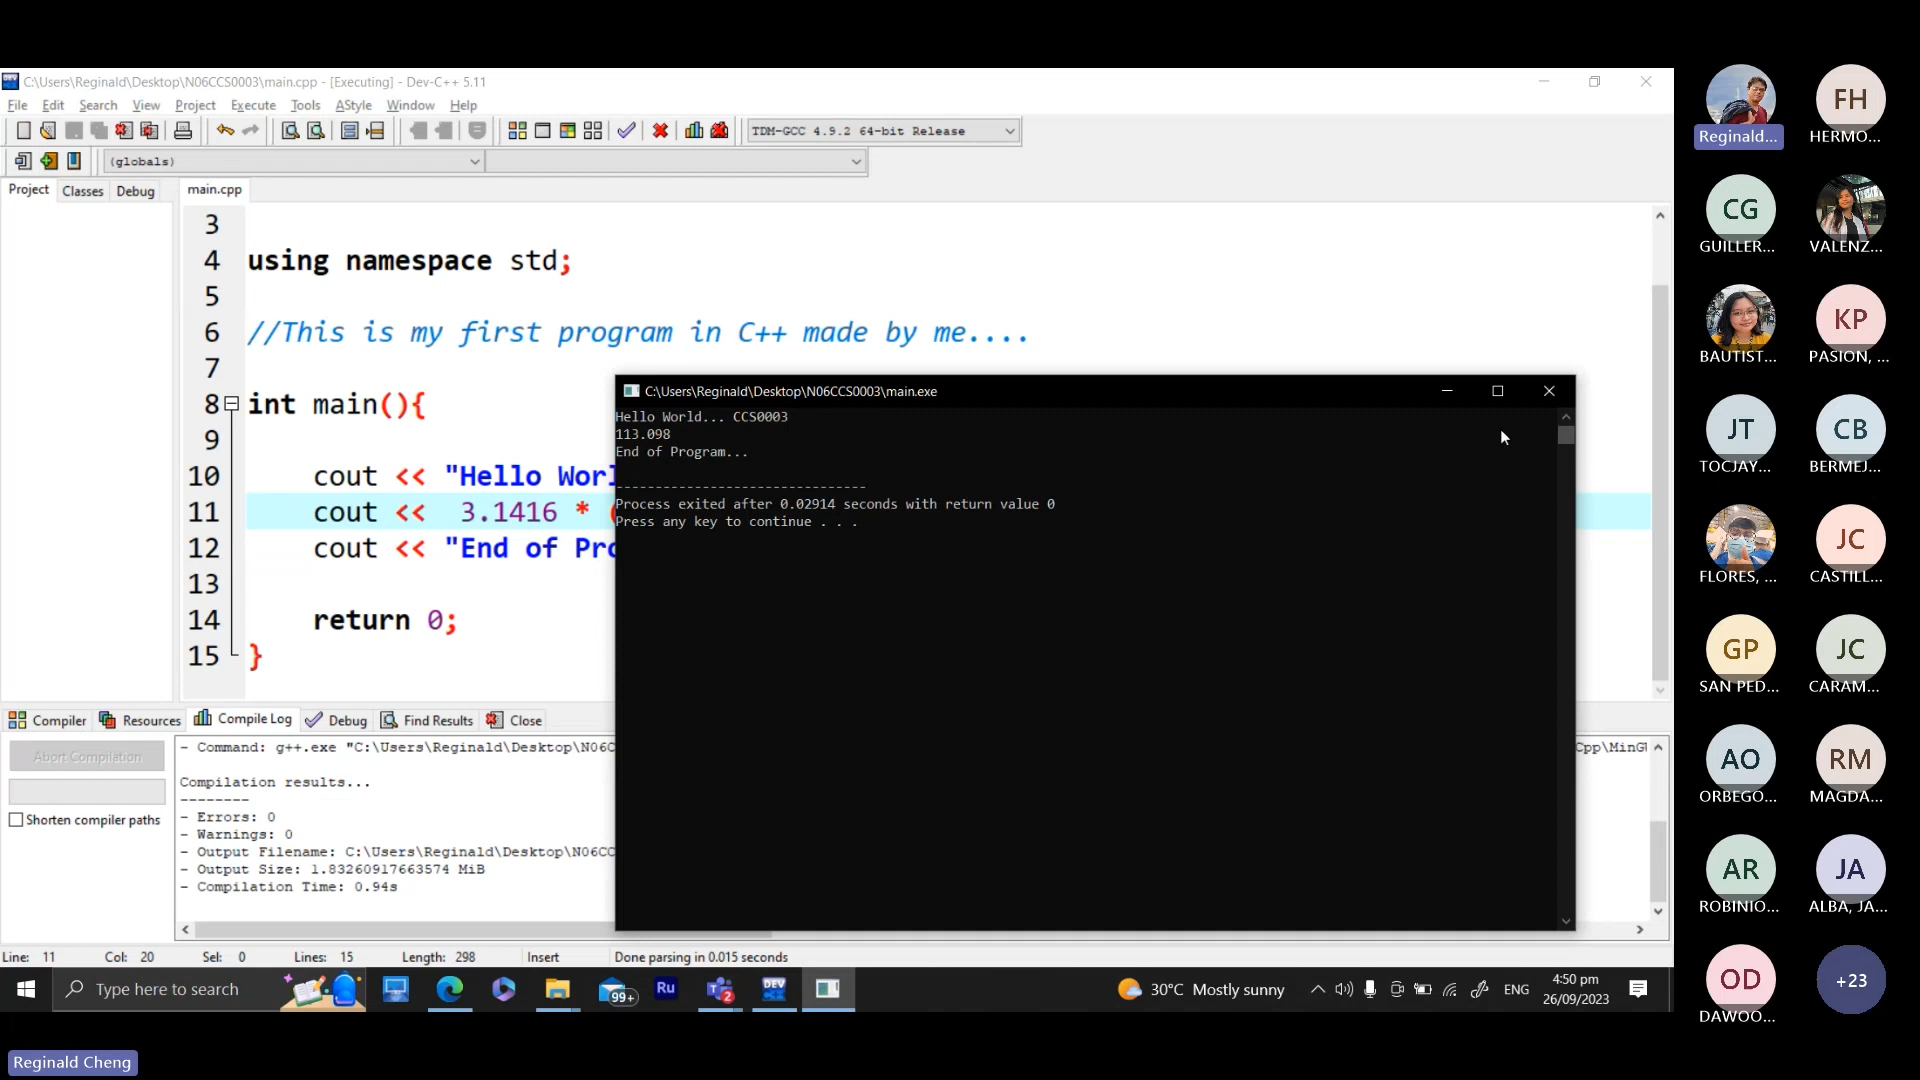 C:\Users\Reginald\Desktop\N06CCS0003\main.cpp - [Executing] - Dev-C++ 5.11
File Edit Search View Project Execute Tools AStyle Window Help
TDM-GCC 4.9.2 64-bit Release
(globals)
Project Classes Debug main.cpp
3
4 using namespace std;
5
6 //This is my first program in C++ made by me....
7
8 int main(){
9
10 cout << "Hello Worl
11 cout << 3.1416 * (
12 cout << "End of Pro
13
14 return 0;
15 }
C:\Users\Reginald\Desktop\N06CCS0003\main.exe
Hello World... CCS0003
113.098
End of Program...
--------------------------------
Process exited after 0.02914 seconds with return value 0
Press any key to continue . . .
Compiler Resources Compile Log Debug Find Results Close
Abort Compilation
Shorten compiler paths
- Command: g++.exe "C:\Users\Reginald\Desktop\N06C
Cpp\MinG
Compilation results...
--------
- Errors: 0
- Warnings: 0
- Output Filename: C:\Users\Reginald\Desktop\N06CC
- Output Size: 1.83260917663574 MiB
- Compilation Time: 0.94s
Line: 11 Col: 20 Sel: 0 Lines: 15 Length: 298 Insert Done parsing in 0.015 seconds
Type here to search
99+
Ru
2
DEV
30°C Mostly sunny
ENG
4:50 pm
26/09/2023
Reginald Cheng
Reginald...
FH
HERMO...
CG
GUILLER...
VALENZ...
BAUTIST...
KP
PASION, ...
JT
TOCJAY...
CB
BERMEJ...
FLORES, ...
JC
CASTILL...
GP
SAN PED...
JC
CARAM...
AO
ORBEGO...
RM
MAGDA...
AR
ROBINIO...
JA
ALBA, JA...
OD
DAWOO...
+23